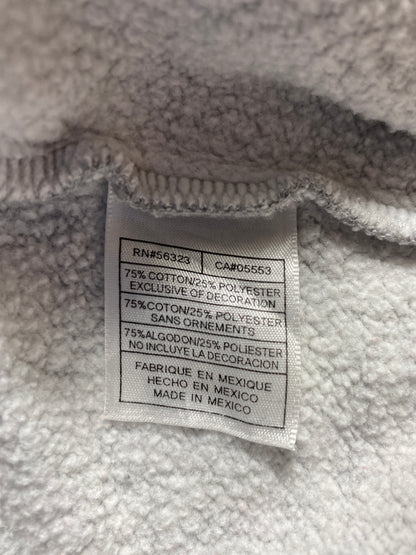 RN#56323 CA#05553
75% COTTON/25% POLYESTER
EXCLUSIVE OF DECORATION
75%COTON/25% POLYESTER
SANS ORNEMENTS
75%ALGODON/25% POLIESTER
NO INCLUYE LA DECORACION
FABRIQUE EN MEXIQUE
HECHO EN MEXICO
MADE IN MEXICO